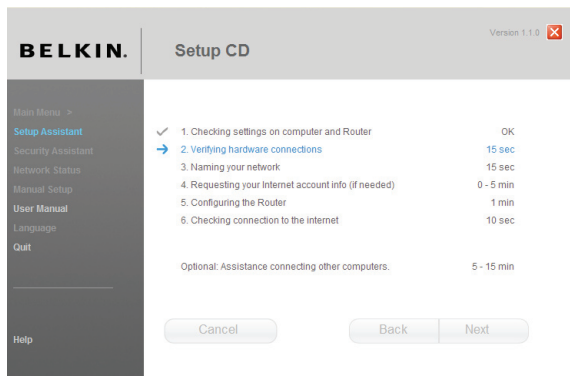 Version 1.1.0
BELKIN.
Setup CD
Main Menu >
Setup Assistant
Security Assistant
Network Status
Manual Setup
User Manual
Language
Quit
Help
1. Checking settings on computer and Router OK
2. Verifying hardware connections 15 sec
3. Naming your network 15 sec
4. Requesting your Internet account info (if needed) 0 - 5 min
5. Configuring the Router 1 min
6. Checking connection to the internet 10 sec
Optional: Assistance connecting other computers. 5 - 15 min
Cancel Back Next